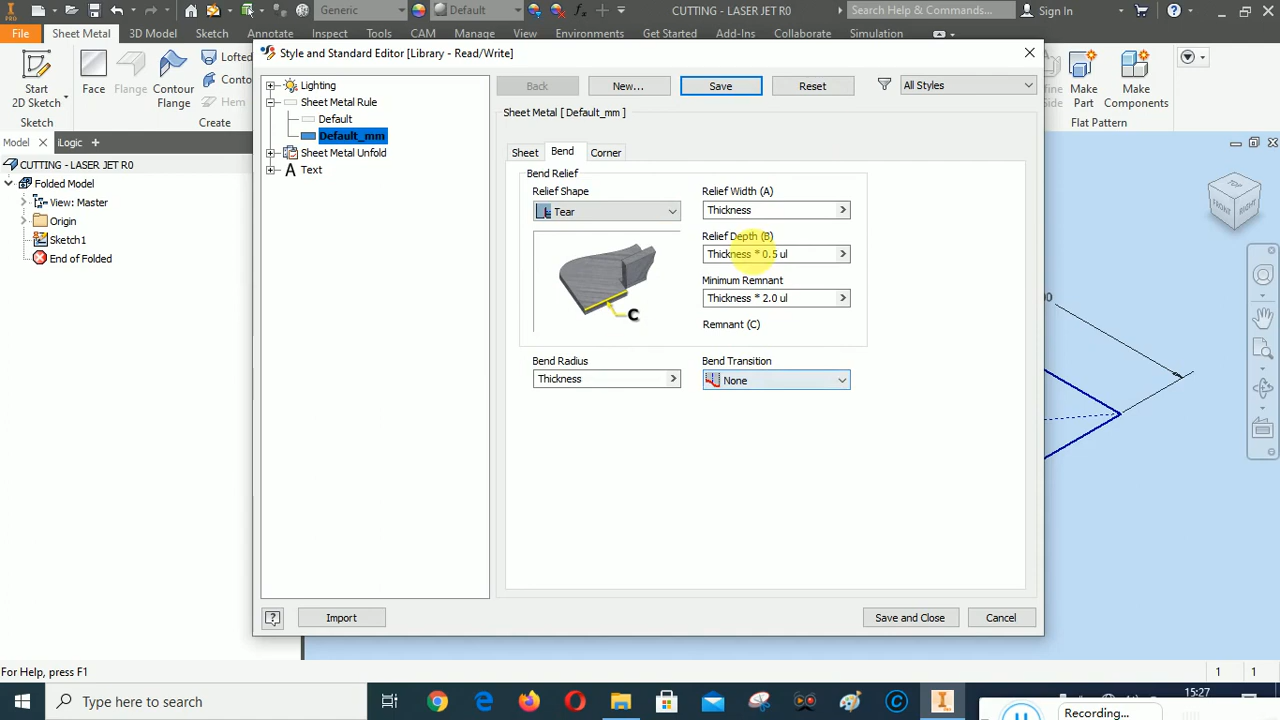 Generic
Default
CUTTING - LASER JET R0
Search Help & Commands...
Sign In
PRO
File
Sheet Metal
3D Model
Sketch
Annotate
Inspect
Tools
Manage
View
Environments
Get Started
Add-Ins
Collaborate
Simulation
Start
2D Sketch
Face
Flange
Contour
Flange
Lofted
Conto
Hem
Make
Part
Make
Components
Sketch
Create
Flat Pattern
Model
iLogic
CUTTING - LASER JET R0
Folded Model
View: Master
Origin
Sketch1
End of Folded
Style and Standard Editor [Library - Read/Write]
Lighting
Sheet Metal Rule
Default
Default_mm
Sheet Metal Unfold
A Text
Back
New...
Save
Reset
All Styles
Sheet Metal [ Default_mm ]
Sheet
Bend
Corner
Bend Relief
Relief Shape
Tear
C
Relief Width (A)
Thickness
Relief Depth (B)
Thickness * 0.5 ul
Minimum Remnant
Thickness * 2.0 ul
Remnant (C)
Bend Radius
Thickness
Bend Transition
None
Import
Save and Close
Cancel
TOP
FRONT
RIGHT
For Help, press F1
1
1
Type here to search
15:27
Recording...